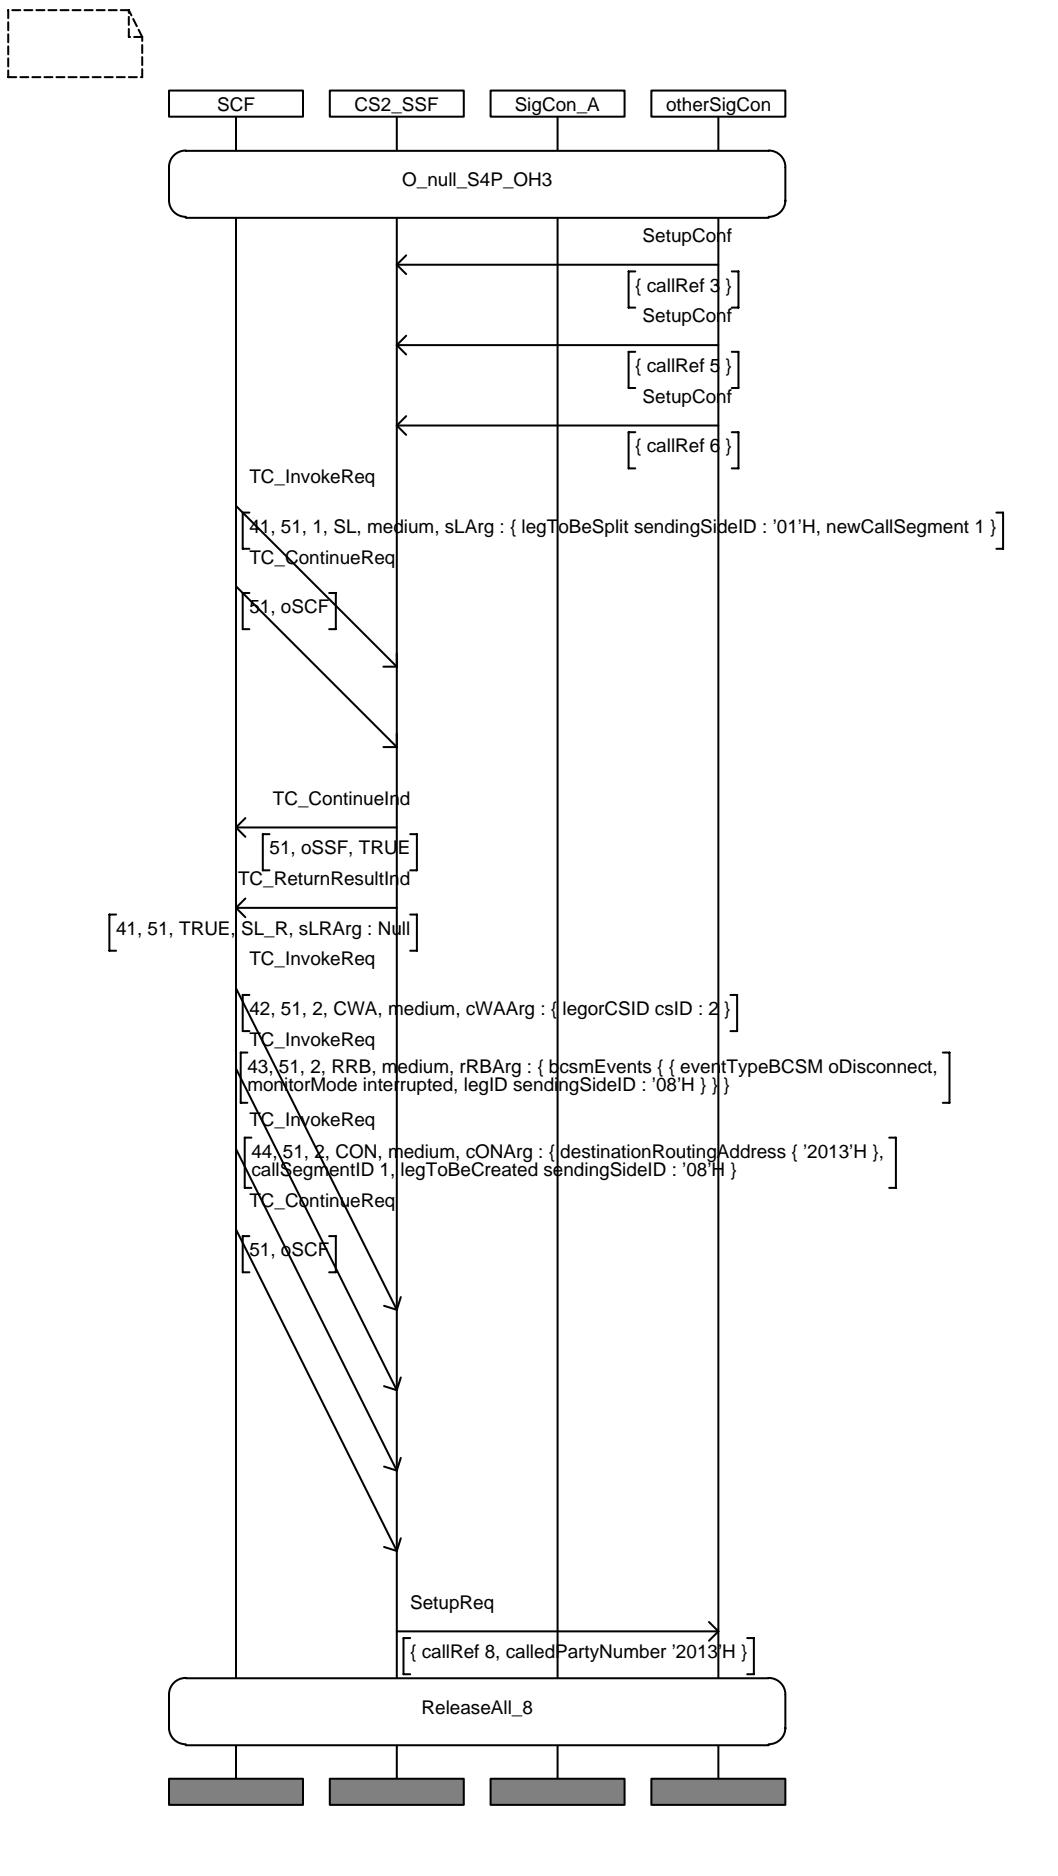 SCF
CS2_SSF
SigCon_A
otherSigCon
O_null_S4P_OH3
SetupConf
{ callRef 3 }
SetupConf
{ callRef 5 }
SetupConf
{ callRef 6 }
TC_InvokeReq
41, 51, 1, SL, medium, sLArg : { legToBeSplit sendingSideID : '01'H, newCallSegment 1 }
TC_ContinueReq
51, oSCF
TC_ContinueInd
51, oSSF, TRUE
TC_ReturnResultInd
41, 51, TRUE, SL_R, sLRArg : Null
TC_InvokeReq
42, 51, 2, CWA, medium, cWAArg : { legorCSID csID : 2 }
TC_InvokeReq
43, 51, 2, RRB, medium, rRBArg : { bcsmEvents { { eventTypeBCSM oDisconnect,
monitorMode interrupted, legID sendingSideID : '08'H } } }
TC_InvokeReq
44, 51, 2, CON, medium, cONArg : { destinationRoutingAddress { '2013'H },
callSegmentID 1, legToBeCreated sendingSideID : '08'H }
TC_ContinueReq
51, oSCF
SetupReq
{ callRef 8, calledPartyNumber '2013'H }
ReleaseAll_8